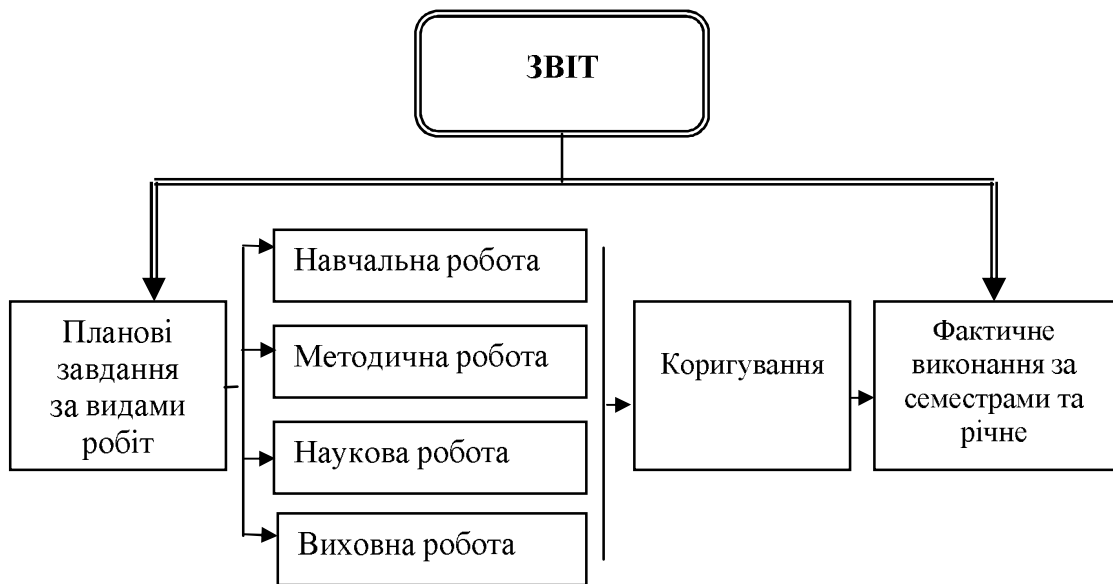 ЗВІТ
Планові
завдання
за видами
робіт
Навчальна робота
Методична робота
Наукова робота
Виховна робота
Коригування
Фактичне
виконання за
семестрами та
річне